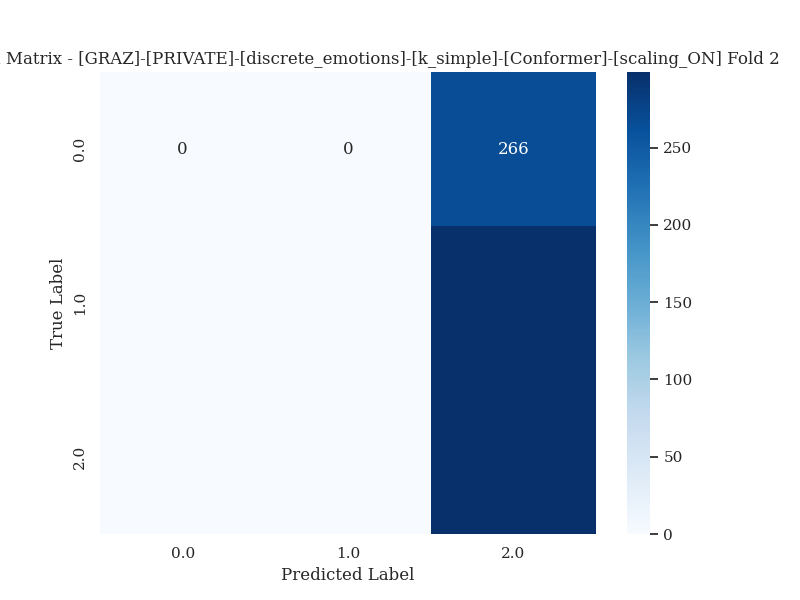 Matrix - [GRAZ]-[PRIVATE]-[discrete_emotions]-[k_simple]-[Conformer]-[scaling_ON] Fold 2
0.0 0 0 266
1.0
2.0
True Label
0.0 1.0 2.0
Predicted Label
250
200
150
100
50
0